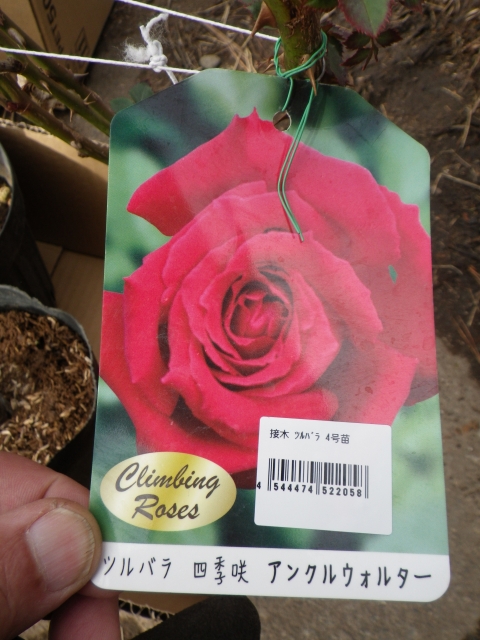 接木 ﾂﾙﾊﾞﾗ 4号苗
4 544474 522058
Climbing
Roses
ツルバラ 四季咲 アンクルウォルター